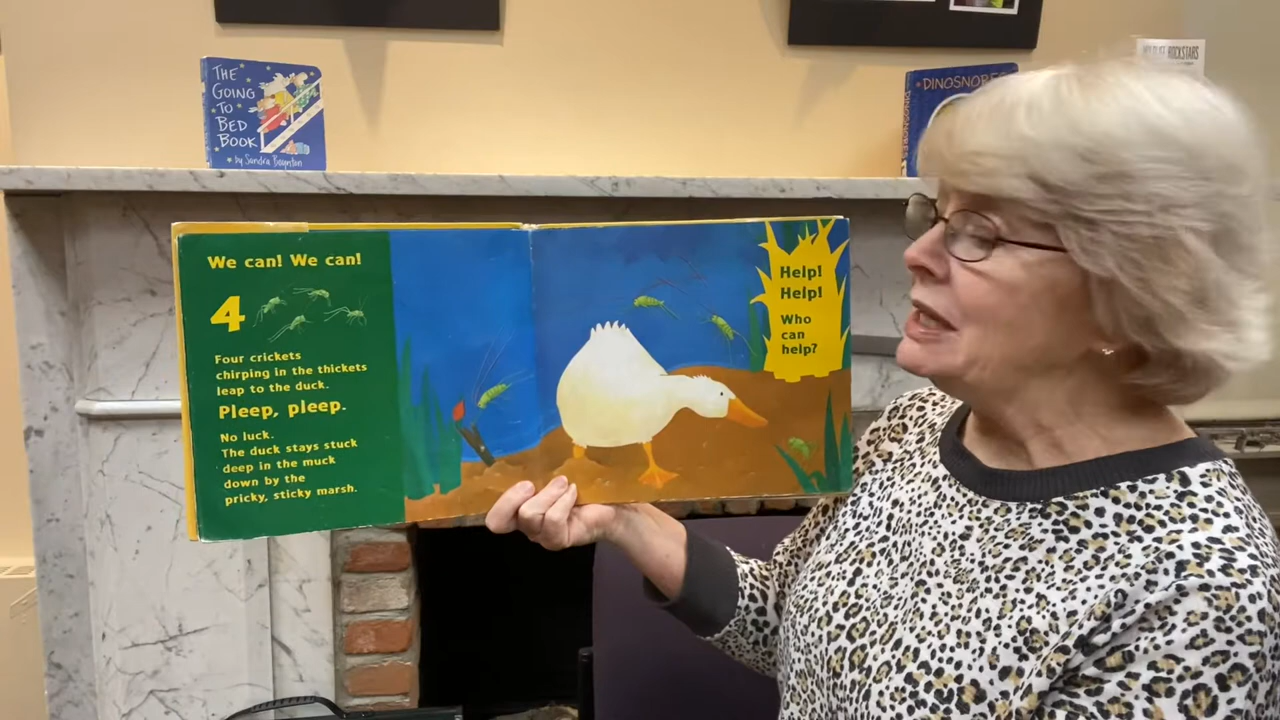 THE
GOING
TO
BED
BOOK
by Sandra Boynton
We can! We can!
4
Four crickets
chirping in the thickets
leap to the duck.
Pleep, pleep.
No luck.
The duck stays stuck
deep in the muck
down by the
pricky, sticky marsh.
Help!
Help!
Who
can
help?
ROCKSTARS